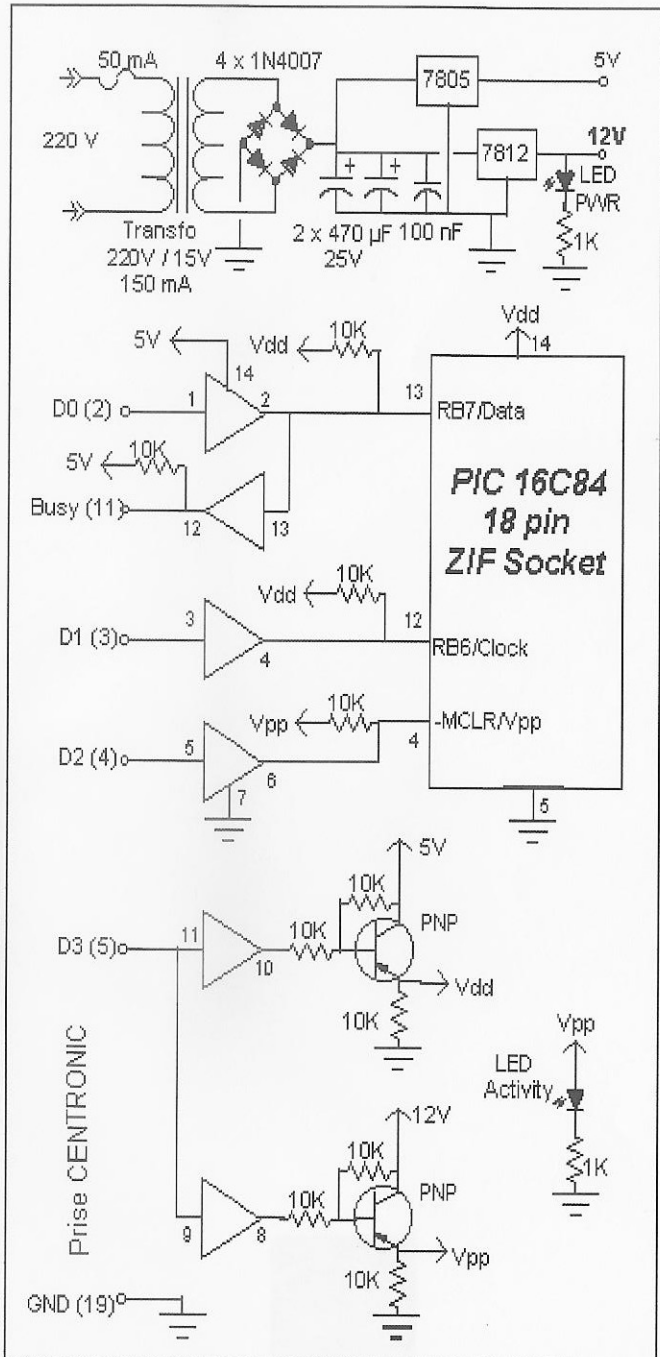 50 mA
4 x 1N4007
7805
5V
220 V
7812
12V
LED
PWR
1K
Transfo
220V / 15V
150 mA
2 x 470 µF
25V
100 nF
5V
Vdd
10K
Vdd
14
D0 (2)
1
14
2
13
RB7/Data
5V
10K
Busy (11)
12
13
PIC 16C84
18 pin
ZIF Socket
Vdd
10K
D1 (3)
3
4
12
RB6/Clock
Vpp
10K
D2 (4)
5
6
7
4
-MCLR/Vpp
5
5V
10K
PNP
D3 (5)
11
10
10K
Vdd
10K
Vpp
LED
Activity
1K
12V
10K
PNP
9
8
10K
Vpp
10K
Prise CENTRONIC
GND (19)